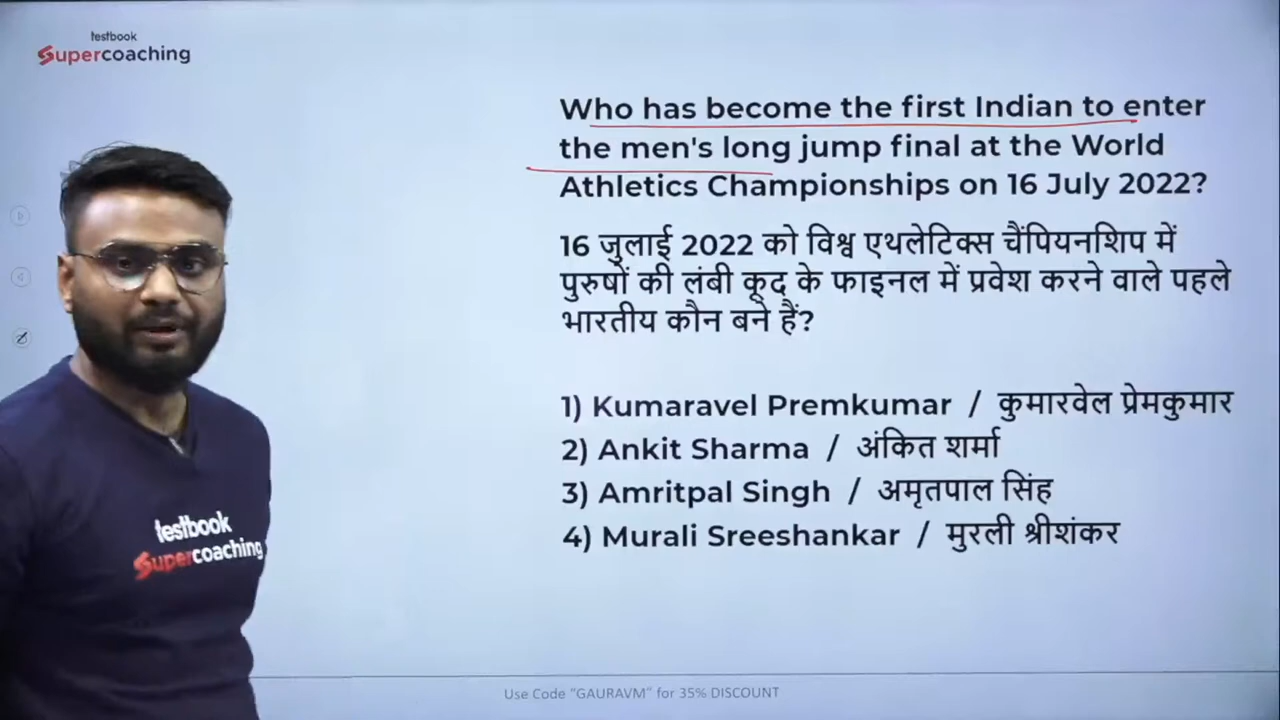 testbook
Supercoaching
Who has become the first Indian to enter
the men's long jump final at the World
Athletics Championships on 16 July 2022?
16 जुलाई 2022 को विश्व एथलेटिक्स चैंपियनशिप में
पुरुषों की लंबी कूद के फाइनल में प्रवेश करने वाले पहले
भारतीय कौन बने हैं?
1) Kumaravel Premkumar / कुमारवेल प्रेमकुमार
2) Ankit Sharma / अंकित शर्मा
3) Amritpal Singh / अमृतपाल सिंह
4) Murali Sreeshankar / मुरली श्रीशंकर
testbook
Supercoaching
Use Code "GAURAVM" for 35% DISCOUNT